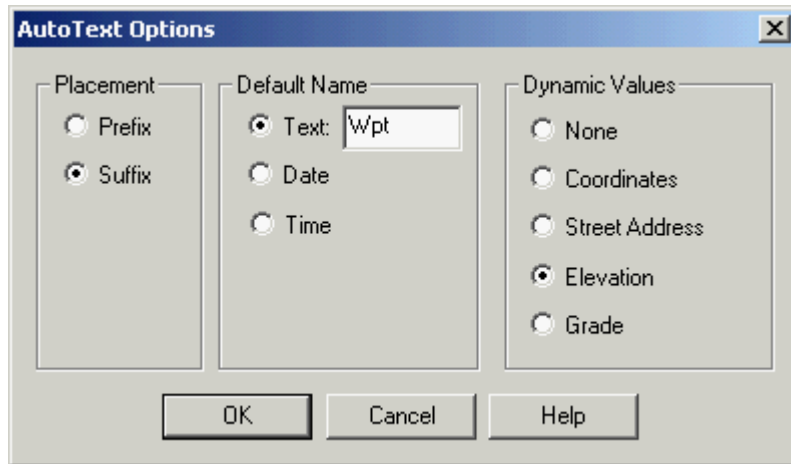 AutoText Options
Placement
Prefix
Suffix
Default Name
Text: Wpt
Date
Time
Dynamic Values
None
Coordinates
Street Address
Elevation
Grade
OK Cancel Help